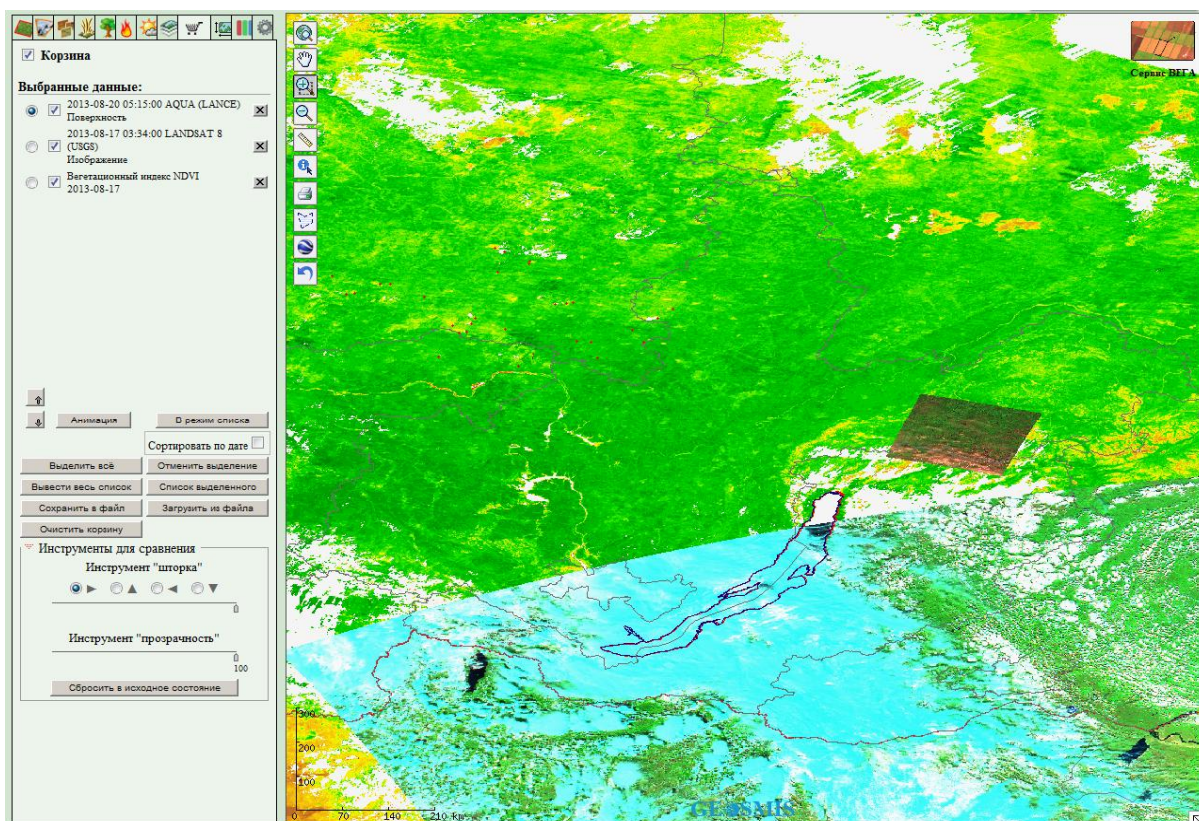 Корзина
Выбранные данные:
2013-08-20 05:15:00 AQUA (LANCE)
Поверхность
2013-08-17 03:34:00 LANDSAT 8
(USGS)
Изображение
Вегетационный индекс NDVI
2013-08-17
Анимация
В режим списка
Сортировать по дате
Выделить всё
Отменить выделение
Вывести весь список
Список выделенного
Сохранить в файл
Загрузить из файла
Очистить корзину
Инструменты для сравнения
Инструмент "шторка"
Инструмент "прозрачность"
100
Сбросить в исходное состояние
Сервис ВЕГА
300
200
100
0 70 140 210 km
GEOSMIS